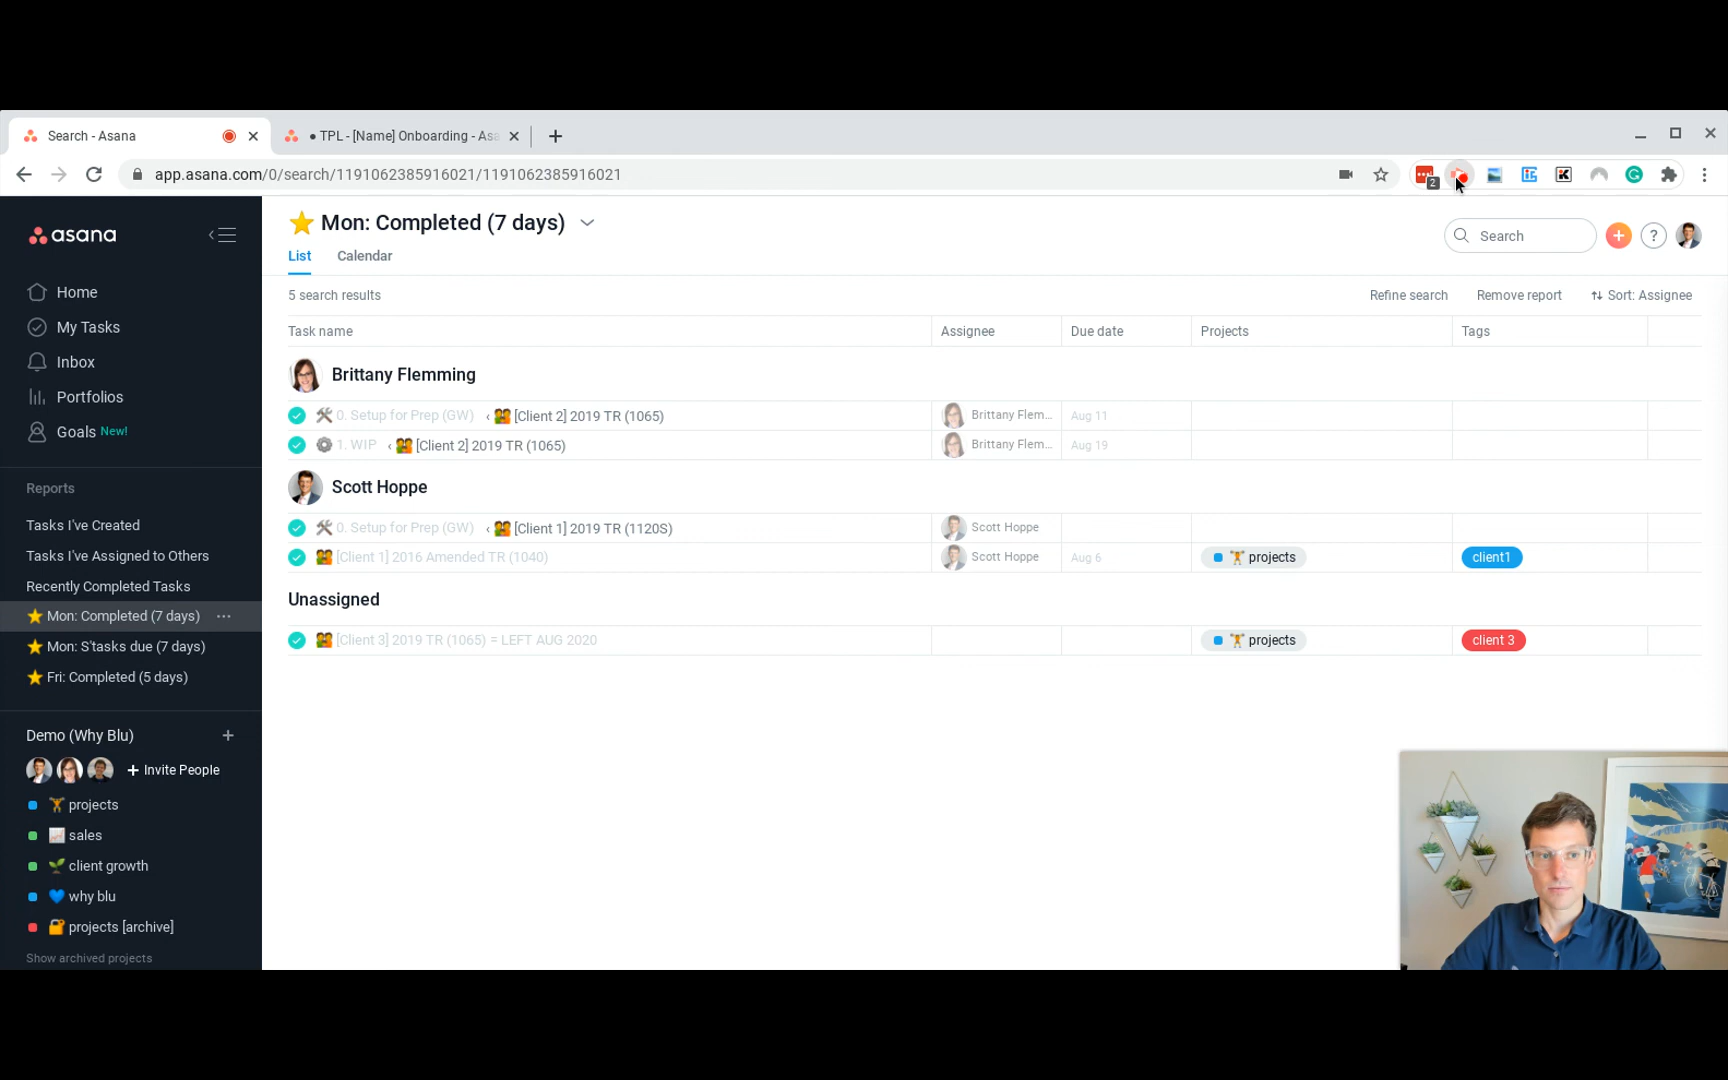 Search - Asana
• TPL - [Name] Onboarding - Asa
app.asana.com/0/search/1191062385916021/1191062385916021
2
asana
Home
My Tasks
Inbox
Portfolios
Goals New!
Reports
Tasks I've Created
Tasks I've Assigned to Others
Recently Completed Tasks
Mon: Completed (7 days)
Mon: S'tasks due (7 days)
Fri: Completed (5 days)
Demo (Why Blu)
Invite People
projects
sales
client growth
why blu
projects [archive]
Show archived projects
Mon: Completed (7 days)
List Calendar
Search
?
5 search results
Refine search Remove report Sort: Assignee
Task name Assignee Due date Projects Tags
Brittany Flemming
0. Setup for Prep (GW) ‹ [Client 2] 2019 TR (1065) Brittany Flem... Aug 11
1. WIP ‹ [Client 2] 2019 TR (1065) Brittany Flem... Aug 19
Scott Hoppe
0. Setup for Prep (GW) ‹ [Client 1] 2019 TR (1120S) Scott Hoppe
[Client 1] 2016 Amended TR (1040) Scott Hoppe Aug 6 projects client1
Unassigned
[Client 3] 2019 TR (1065) = LEFT AUG 2020 projects client 3